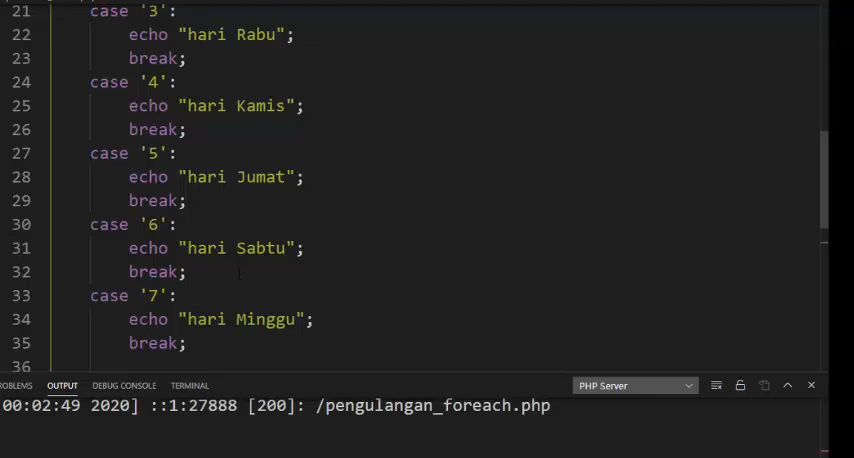 21 case '3':
22 echo "hari Rabu";
23 break;
24 case '4':
25 echo "hari Kamis";
26 break;
27 case '5':
28 echo "hari Jumat";
29 break;
30 case '6':
31 echo "hari Sabtu";
32 break;
33 case '7':
34 echo "hari Minggu";
35 break;
36
ROBLEMS OUTPUT DEBUG CONSOLE TERMINAL PHP Server
00:02:49 2020] ::1:27888 [200]: /pengulangan_foreach.php